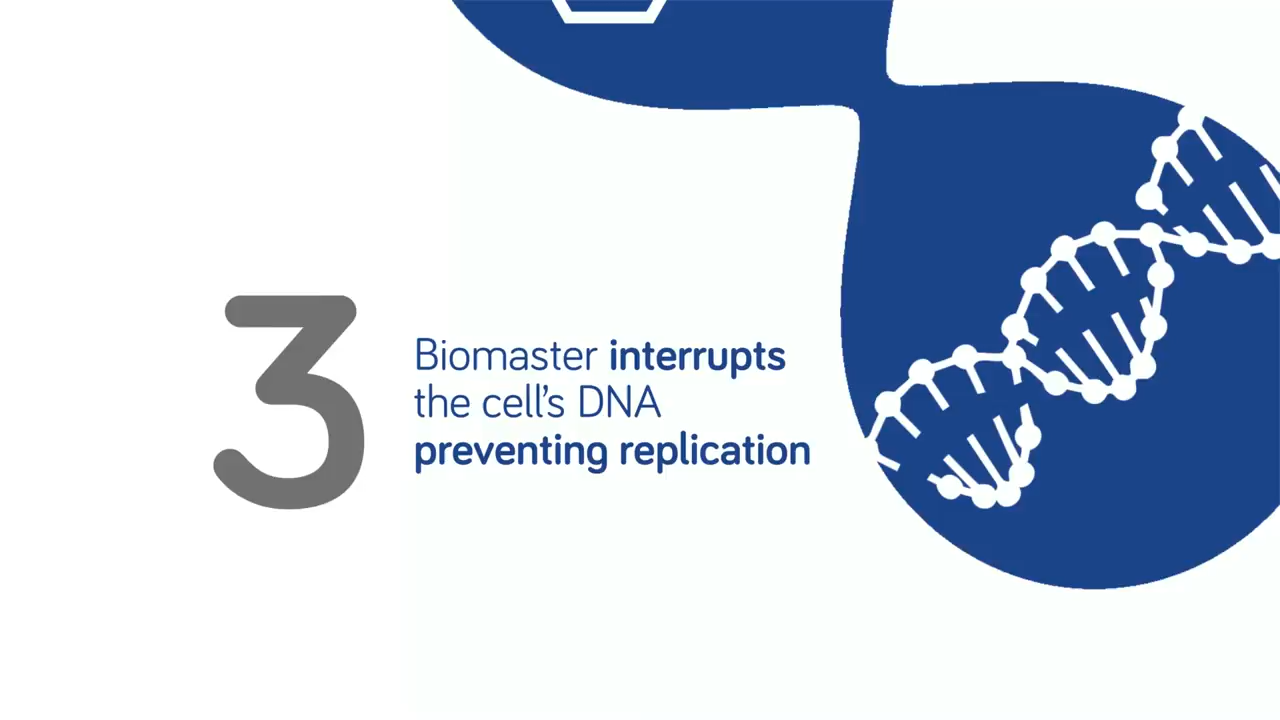 3
Biomaster interrupts
the cell's DNA
preventing replication